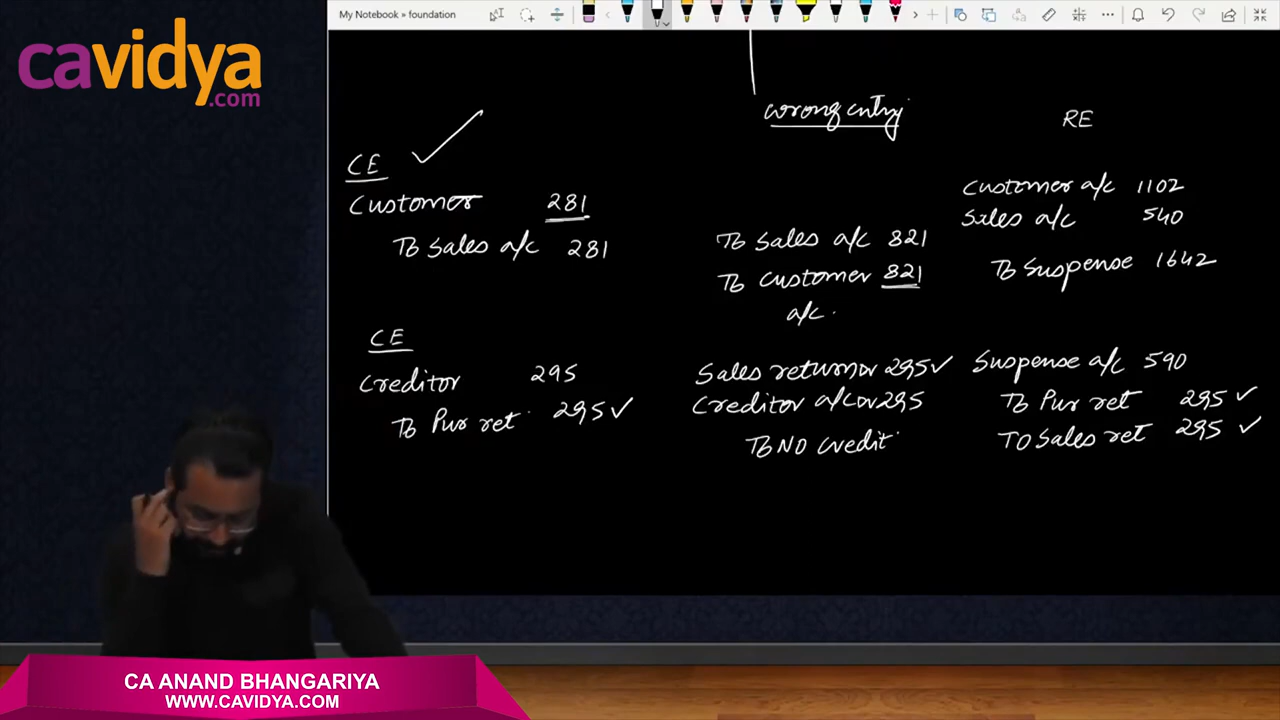 cavidya
.com
My Notebook » foundation
wrong entry
RE
CE
Customer 281
To Sales a/c 281
To Sales a/c 821
To Customer 821
a/c.
Customer a/c 1102
Sales a/c 540
To Suspense 1642
CE
Creditor 295
To Pur ret 295
Sales return Dr 295
Creditor a/c Dr 295
To NO Credit
Suspense a/c 590
To Pur ret 295
To Sales ret 295
CA ANAND BHANGARIYA
WWW.CAVIDYA.COM